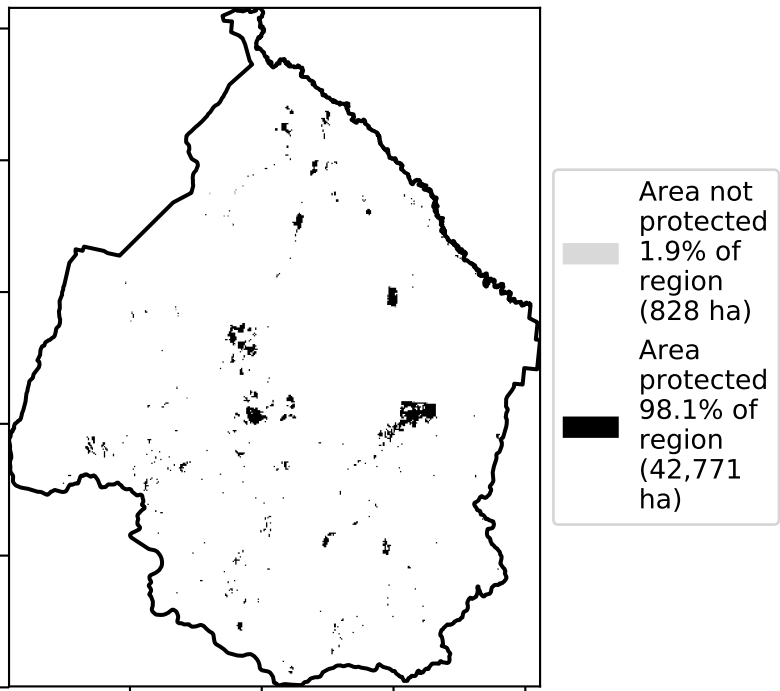 Area not
protected
1.9% of
region
(828 ha)
Area
protected
98.1% of
region
(42,771
ha)